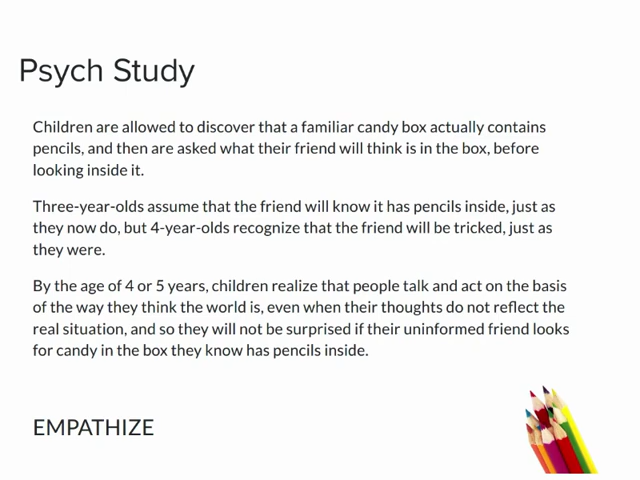 Psych Study
Children are allowed to discover that a familiar candy box actually contains
pencils, and then are asked what their friend will think is in the box, before
looking inside it.
Three-year-olds assume that the friend will know it has pencils inside, just as
they now do, but 4-year-olds recognize that the friend will be tricked, just as
they were.
By the age of 4 or 5 years, children realize that people talk and act on the basis
of the way they think the world is, even when their thoughts do not reflect the
real situation, and so they will not be surprised if their uninformed friend looks
for candy in the box they know has pencils inside.
EMPATHIZE